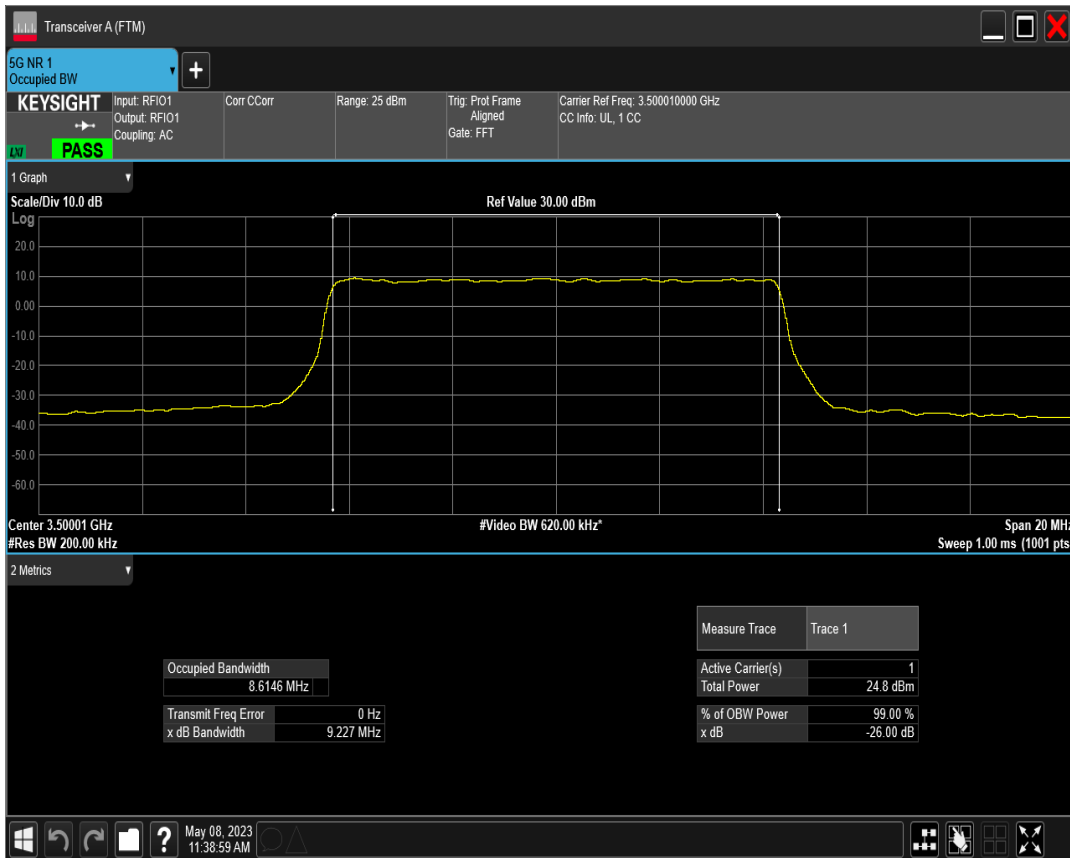 Transceiver A (FTM)
5G NR 1
Occupied BW
+
KEYSIGHT
LXI
PASS
Input: RFIO1
Output: RFIO1
Coupling: AC
Corr CCorr
Range: 25 dBm
Trig: Prot Frame
Aligned
Gate: FFT
Carrier Ref Freq: 3.500010000 GHz
CC Info: UL, 1 CC
1 Graph
Scale/Div 10.0 dB
Ref Value 30.00 dBm
Log
20.0
10.0
0.00
-10.0
-20.0
-30.0
-40.0
-50.0
-60.0
Center 3.50001 GHz
#Video BW 620.00 kHz*
Span 20 MHz
#Res BW 200.00 kHz
Sweep 1.00 ms (1001 pts
2 Metrics
Measure Trace Trace 1
Occupied Bandwidth
8.6146 MHz
Active Carrier(s) 1
Total Power 24.8 dBm
Transmit Freq Error 0 Hz
x dB Bandwidth 9.227 MHz
% of OBW Power 99.00 %
x dB -26.00 dB
?
May 08, 2023
11:38:59 AM